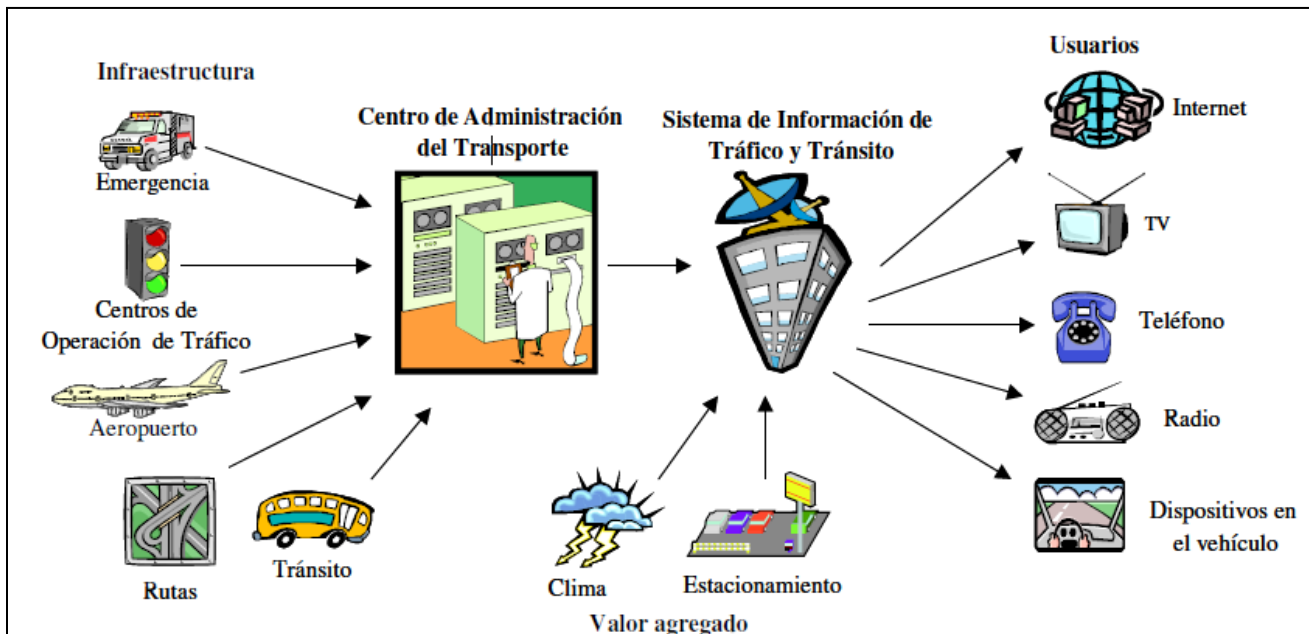 Infraestructura
Emergencia
Centros de
Operación de Tráfico
Aeropuerto
Rutas
Tránsito
Centro de Administración
del Transporte
Sistema de Información de
Tráfico y Tránsito
Clima
Estacionamiento
Valor agregado
Usuarios
Internet
TV
Teléfono
Radio
Dispositivos en
el vehículo